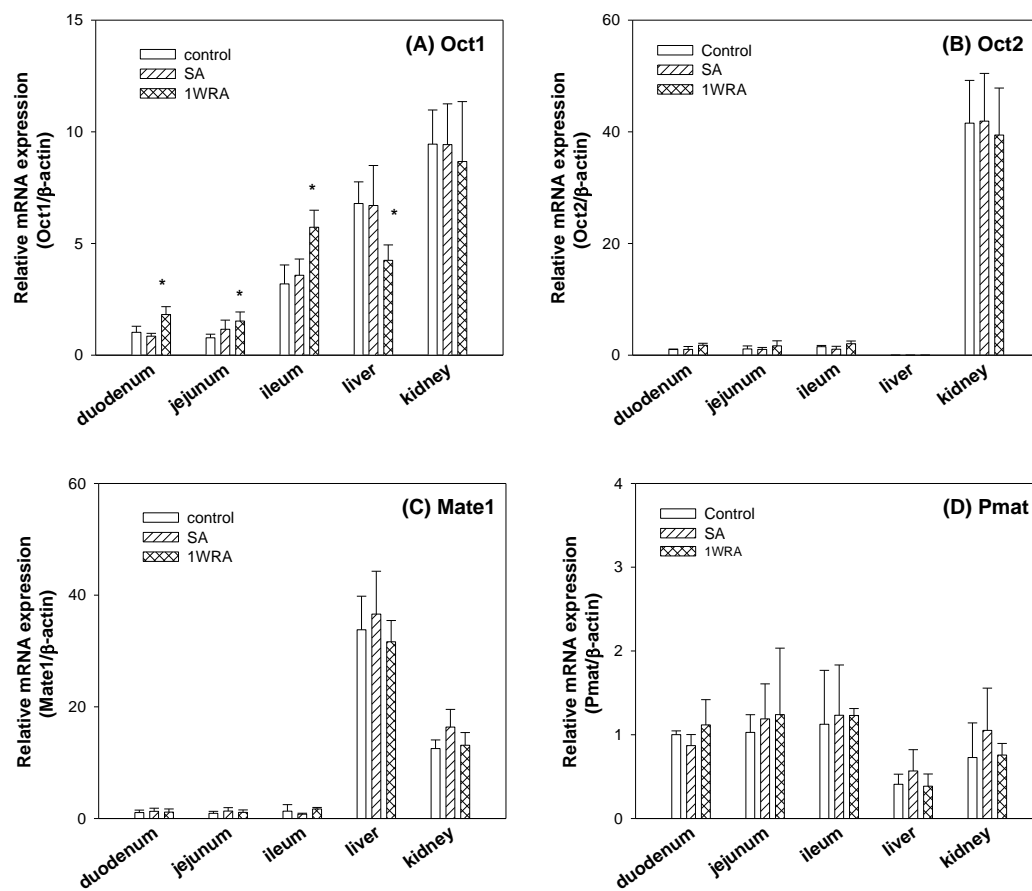 (A) Oct1
control
SA
1WRA
Relative mRNA expression
(Oct1/β-actin)
15
10
5
0
*
*
*
*
duodenum
jejunum
ileum
liver
kidney
(B) Oct2
Control
SA
1WRA
Relative mRNA expression
(Oct2/β-actin)
60
40
20
0
duodenum
jejunum
ileum
liver
kidney
(C) Mate1
control
SA
1WRA
Relative mRNA expression
(Mate1/β-actin)
60
40
20
0
duodenum
jejunum
ileum
liver
kidney
(D) Pmat
Control
SA
1WRA
Relative mRNA expression
(Pmat/β-actin)
4
3
2
1
0
duodenum
jejunum
ileum
liver
kidney